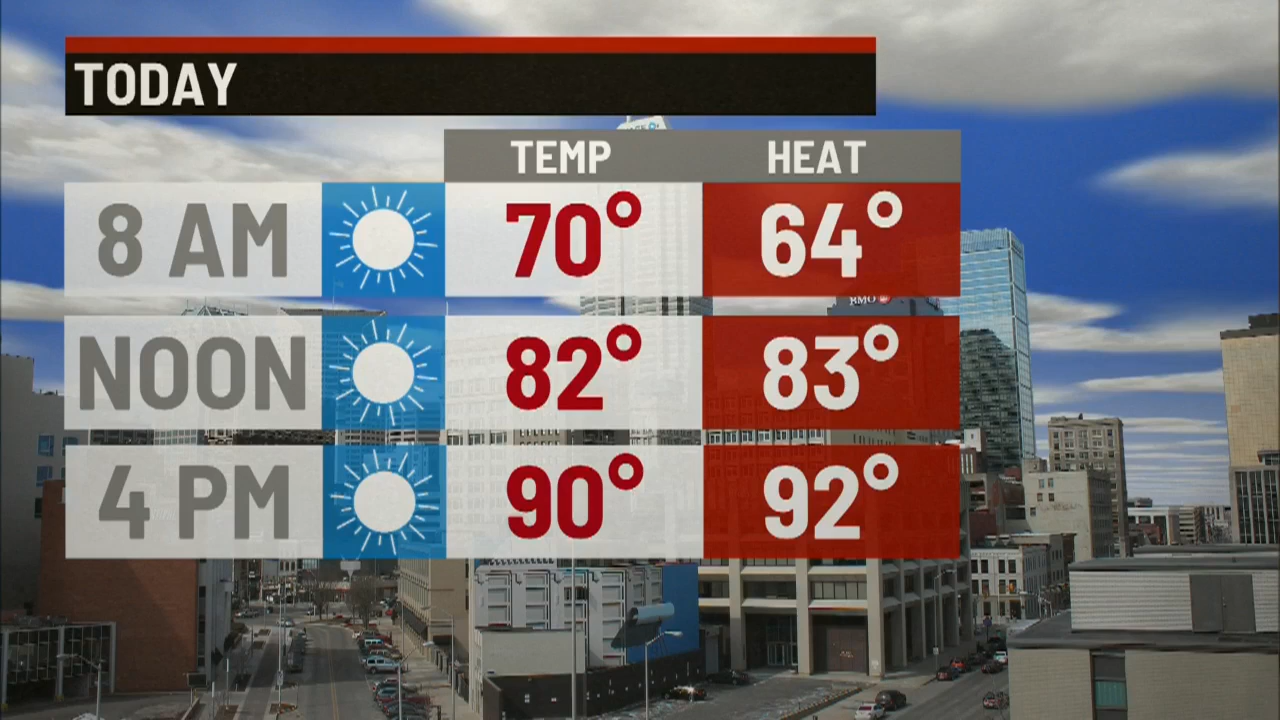 TODAY
TEMP HEAT
8 AM 70° 64°
BMO
NOON 82° 83°
4 PM 90° 92°